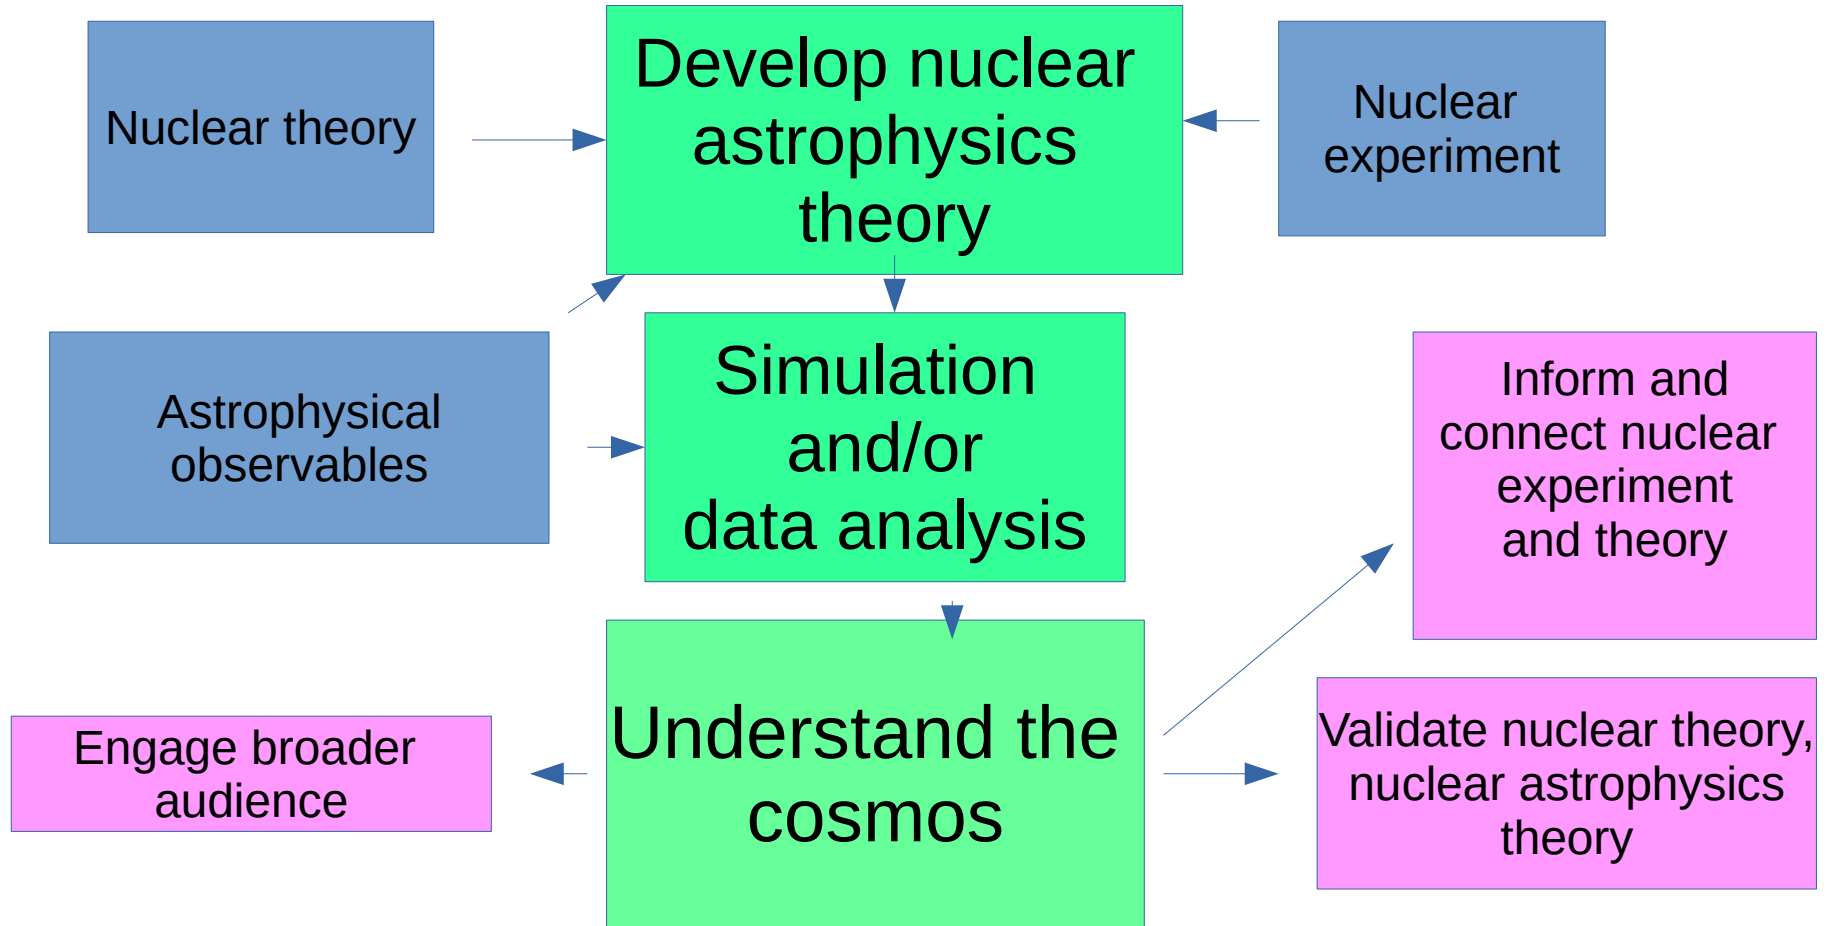 Nuclear theory
Develop nuclear
astrophysics
theory
Nuclear
experiment
Astrophysical
observables
Simulation
and/or
data analysis
Inform and
connect nuclear
experiment
and theory
Engage broader
audience
Understand the
cosmos
Validate nuclear theory,
nuclear astrophysics
theory